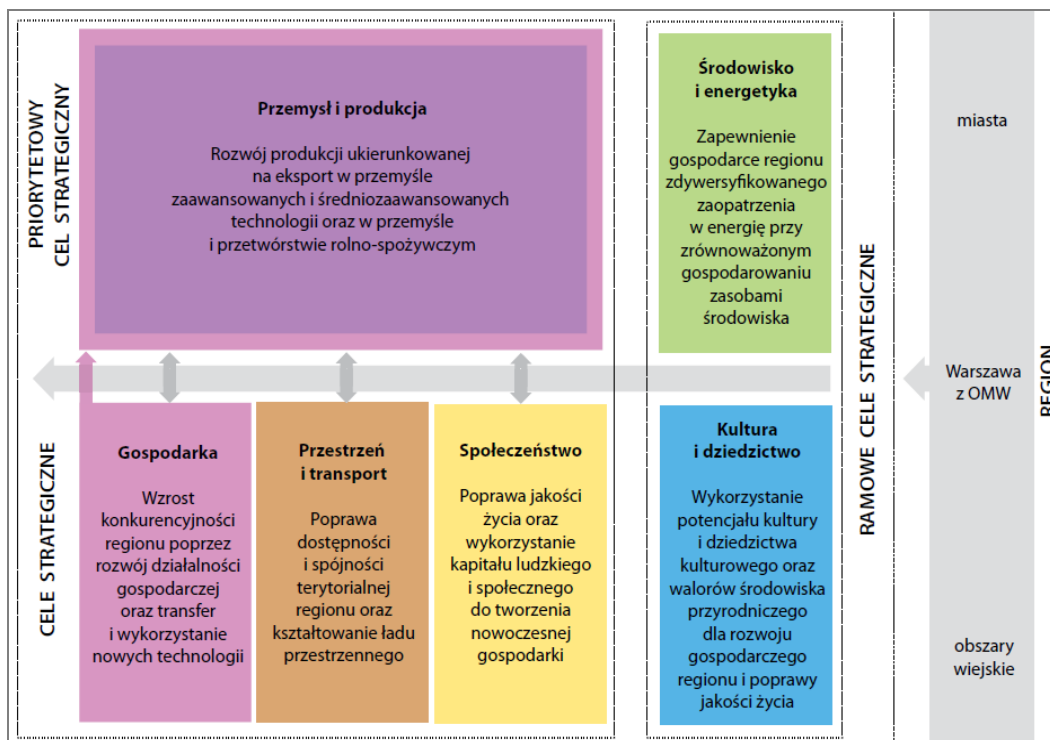 PRIORYTETOWY
CEL STRATEGICZNY
Przemysł i produkcja
Rozwój produkcji ukierunkowanej
na eksport w przemyśle
zaawansowanych i średniozaawansowanych
technologii oraz w przemyśle
i przetwórstwie rolno-spożywczym
Środowisko
i energetyka
Zapewnienie
gospodarce regionu
zdywersyfikowanego
zaopatrzenia
w energię przy
zrównoważonym
gospodarowaniu
zasobami
środowiska
CELE STRATEGICZNE
Gospodarka
Wzrost
konkurencyjności
regionu poprzez
rozwój działalności
gospodarczej
oraz transfer
i wykorzystanie
nowych technologii
Przestrzeń
i transport
Poprawa
dostępności
i spójności
terytorialnej
regionu oraz
kształtowanie ładu
przestrzennego
Społeczeństwo
Poprawa jakości
życia oraz
wykorzystanie
kapitału ludzkiego
i społecznego
do tworzenia
nowoczesnej
gospodarki
Kultura
i dziedzictwo
Wykorzystanie
potencjału kultury
i dziedzictwa
kulturowego oraz
walorów środowiska
przyrodniczego
dla rozwoju
gospodarczego
regionu i poprawy
jakości życia
RAMOWE CELE STRATEGICZNE
miasta
Warszawa
z OMW
obszary
wiejskie
REGION